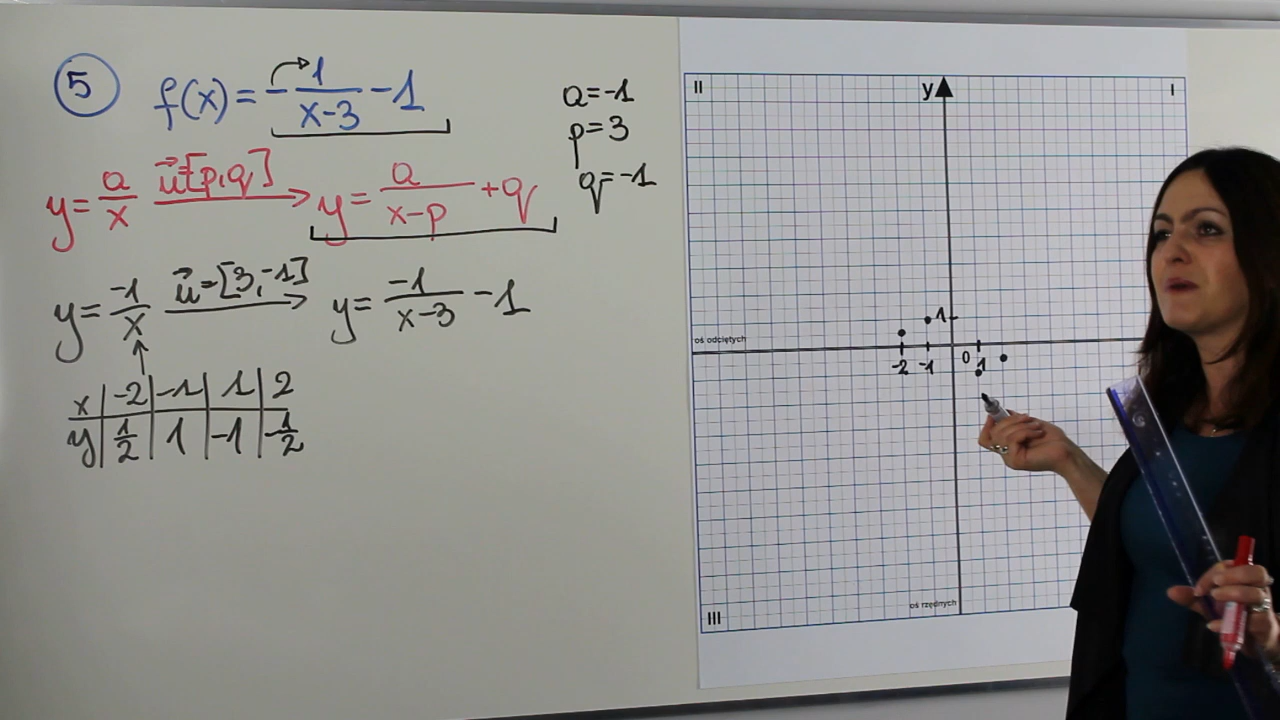 5 f(x) = -1/(x-3) - 1
a = -1
p = 3
q = -1
y = a/x u⃗=[p,q] → y = a/(x-p) + q
y = -1/x u⃗=[3,-1] → y = -1/(x-3) - 1
x | -2 | -1 | 1 | 2
y | 1/2 | 1 | -1 | -1/2
II y I
1
oś odciętych
-2 -1 0 1
oś rzędnych
III